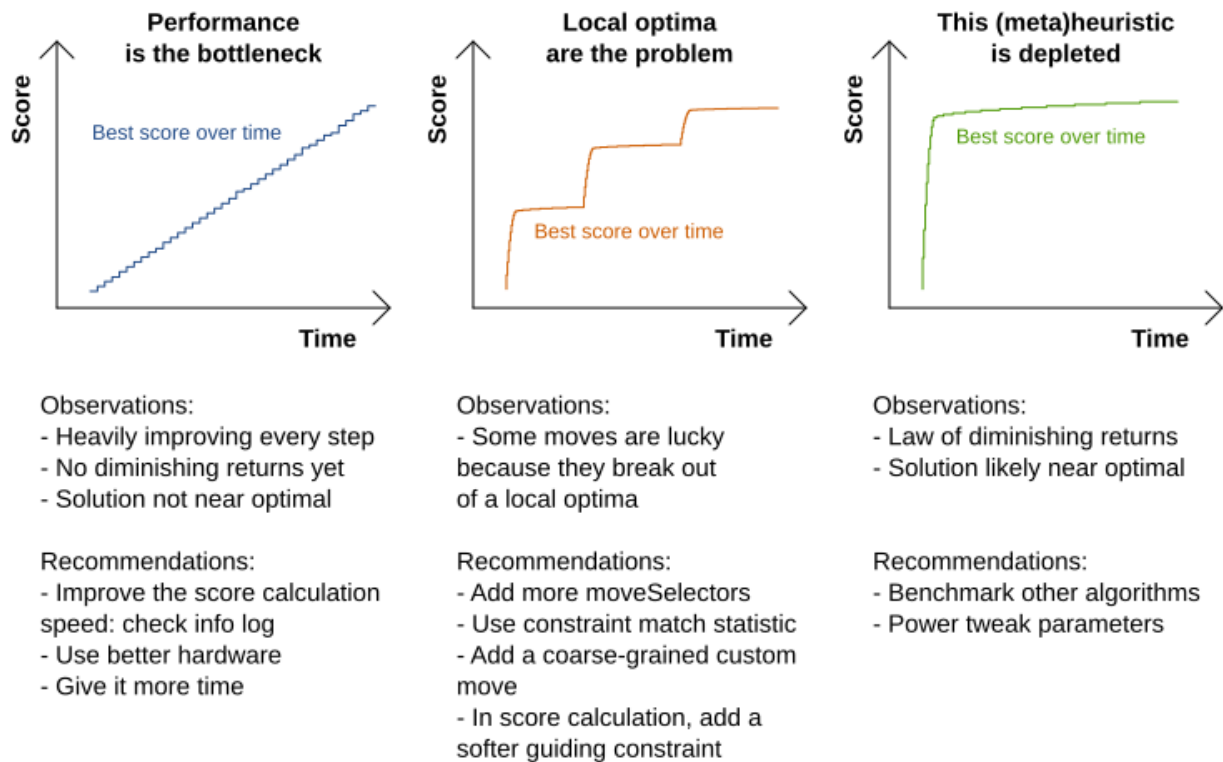 Performance
is the bottleneck
Score
Best score over time
Time
Observations:
- Heavily improving every step
- No diminishing returns yet
- Solution not near optimal
Recommendations:
- Improve the score calculation
speed: check info log
- Use better hardware
- Give it more time
Local optima
are the problem
Score
Best score over time
Time
Observations:
- Some moves are lucky
because they break out
of a local optima
Recommendations:
- Add more moveSelectors
- Use constraint match statistic
- Add a coarse-grained custom
move
- In score calculation, add a
softer guiding constraint
This (meta)heuristic
is depleted
Score
Best score over time
Time
Observations:
- Law of diminishing returns
- Solution likely near optimal
Recommendations:
- Benchmark other algorithms
- Power tweak parameters